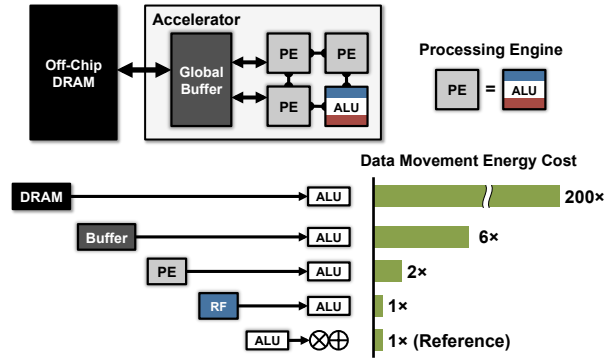 Accelerator
Off-Chip
DRAM
Global
Buffer
PE
PE
PE
ALU
Processing Engine
PE
=
ALU
Data Movement Energy Cost
DRAM
ALU
200×
Buffer
ALU
6×
PE
ALU
2×
RF
ALU
1×
ALU
1× (Reference)